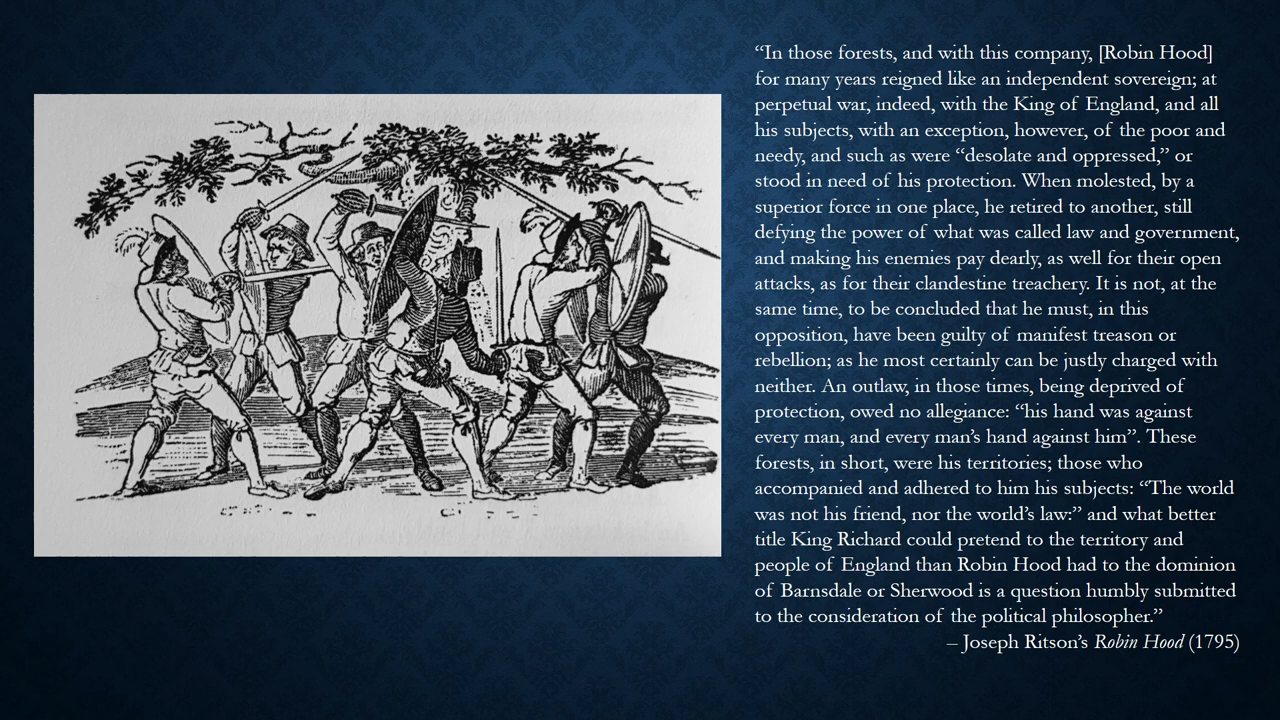 “In those forests, and with this company, [Robin Hood]
for many years reigned like an independent sovereign; at
perpetual war, indeed, with the King of England, and all
his subjects, with an exception, however, of the poor and
needy, and such as were “desolate and oppressed,” or
stood in need of his protection. When molested, by a
superior force in one place, he retired to another, still
defying the power of what was called law and government,
and making his enemies pay dearly, as well for their open
attacks, as for their clandestine treachery. It is not, at the
same time, to be concluded that he must, in this
opposition, have been guilty of manifest treason or
rebellion; as he most certainly can be justly charged with
neither. An outlaw, in those times, being deprived of
protection, owed no allegiance: “his hand was against
every man, and every man’s hand against him”. These
forests, in short, were his territories; those who
accompanied and adhered to him his subjects: “The world
was not his friend, nor the world’s law:” and what better
title King Richard could pretend to the territory and
people of England than Robin Hood had to the dominion
of Barnsdale or Sherwood is a question humbly submitted
to the consideration of the political philosopher.”
– Joseph Ritson’s Robin Hood (1795)